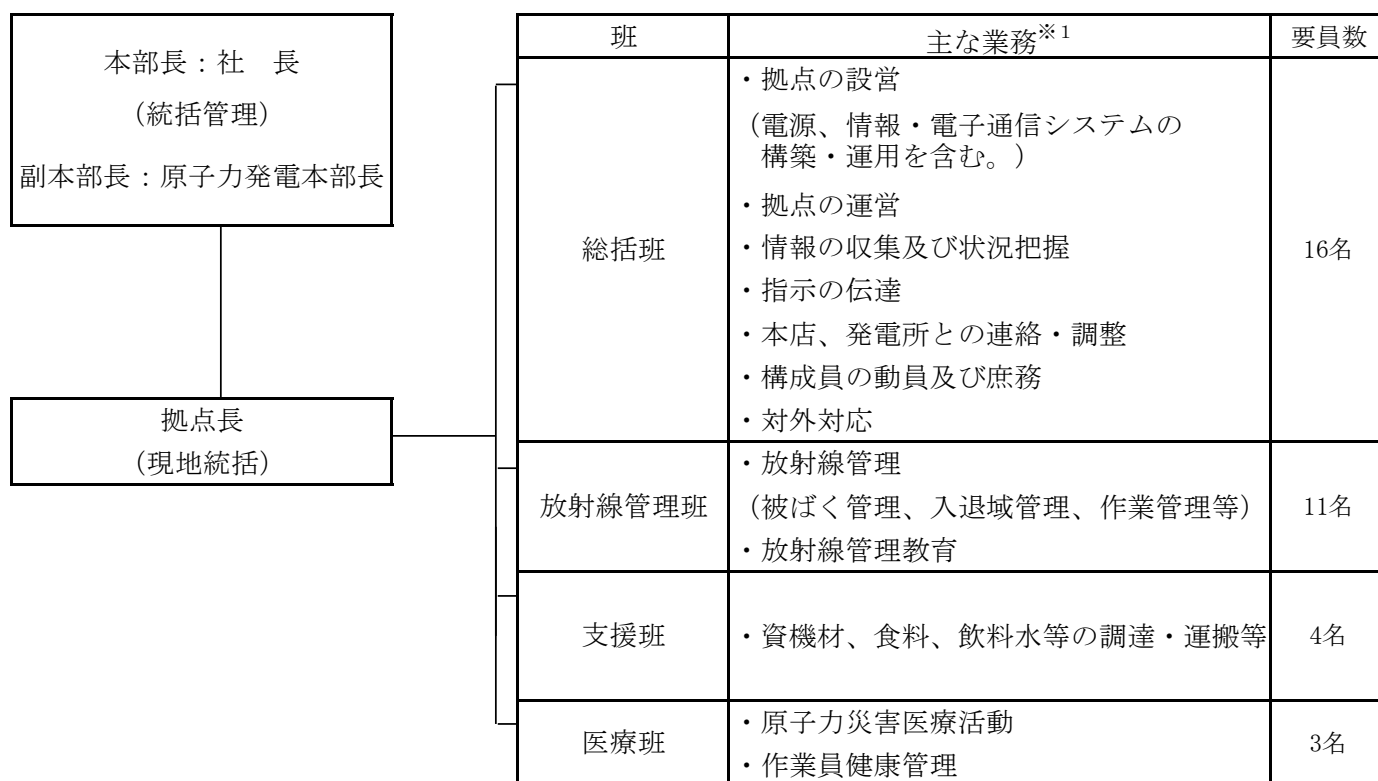 本部長：社　長
（統括管理）
副本部長：原子力発電本部長
拠点長
（現地統括）
班 主な業務※1 要員数
総括班
・拠点の設営
（電源、情報・電子通信システムの
構築・運用を含む。）
・拠点の運営
・情報の収集及び状況把握
・指示の伝達
・本店、発電所との連絡・調整
・構成員の動員及び庶務
・対外対応
16名
放射線管理班
・放射線管理
（被ばく管理、入退域管理、作業管理等）
・放射線管理教育
11名
支援班
・資機材、食料、飲料水等の調達・運搬等
4名
医療班
・原子力災害医療活動
・作業員健康管理
3名